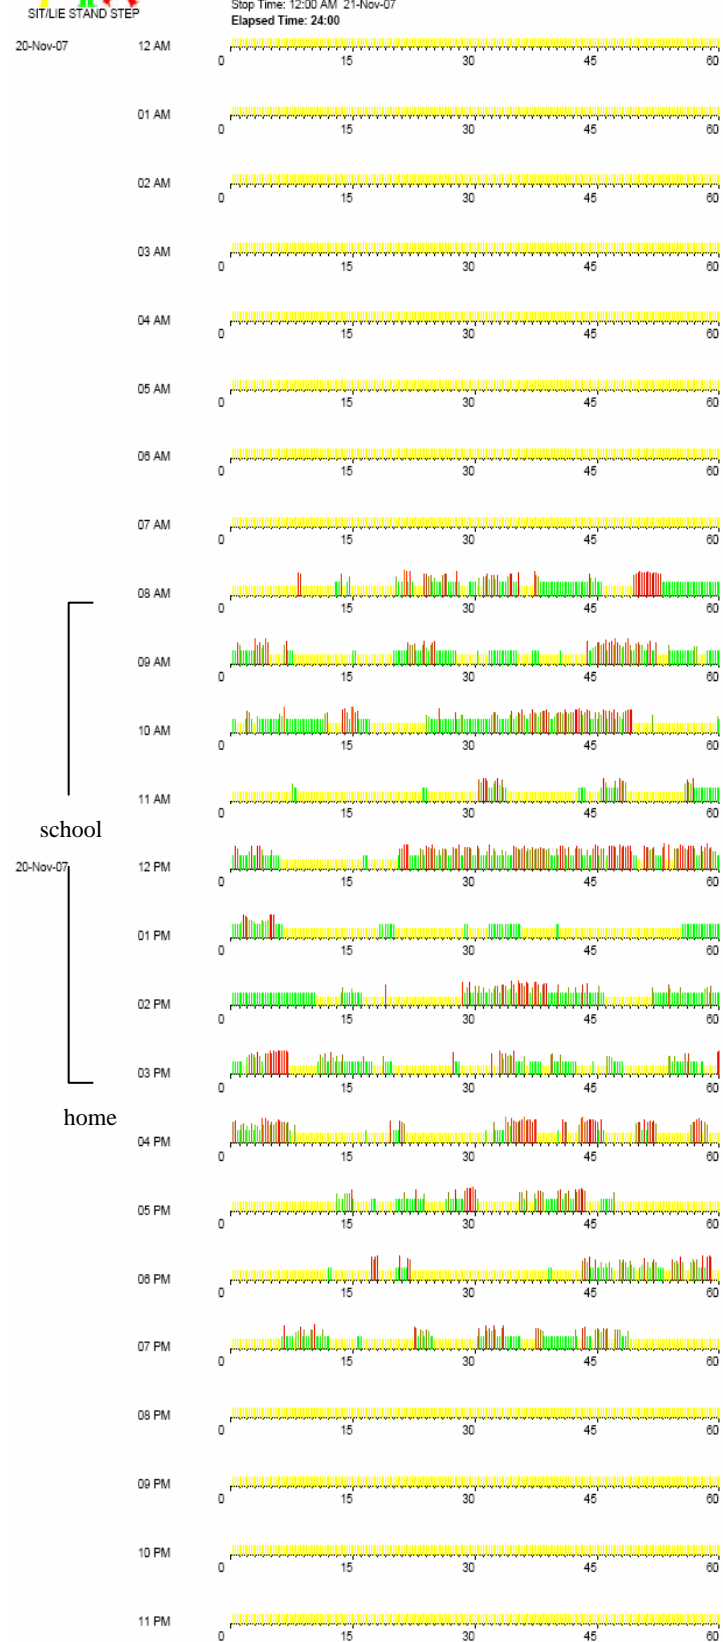 Stop Time: 12:00 AM 21-Nov-07
SIT/LIE STAND STEP
Elapsed Time: 24:00
20-Nov-07 12 AM
0 15 30 45 60
01 AM
0 15 30 45 60
02 AM
0 15 30 45 60
03 AM
0 15 30 45 60
04 AM
0 15 30 45 60
05 AM
0 15 30 45 60
06 AM
0 15 30 45 60
07 AM
0 15 30 45 60
08 AM
0 15 30 45 60
09 AM
0 15 30 45 60
10 AM
0 15 30 45 60
11 AM
0 15 30 45 60
school
20-Nov-07 12 PM
0 15 30 45 60
01 PM
0 15 30 45 60
02 PM
0 15 30 45 60
03 PM
0 15 30 45 60
home
04 PM
0 15 30 45 60
05 PM
0 15 30 45 60
06 PM
0 15 30 45 60
07 PM
0 15 30 45 60
08 PM
0 15 30 45 60
09 PM
0 15 30 45 60
10 PM
0 15 30 45 60
11 PM
0 15 30 45 60